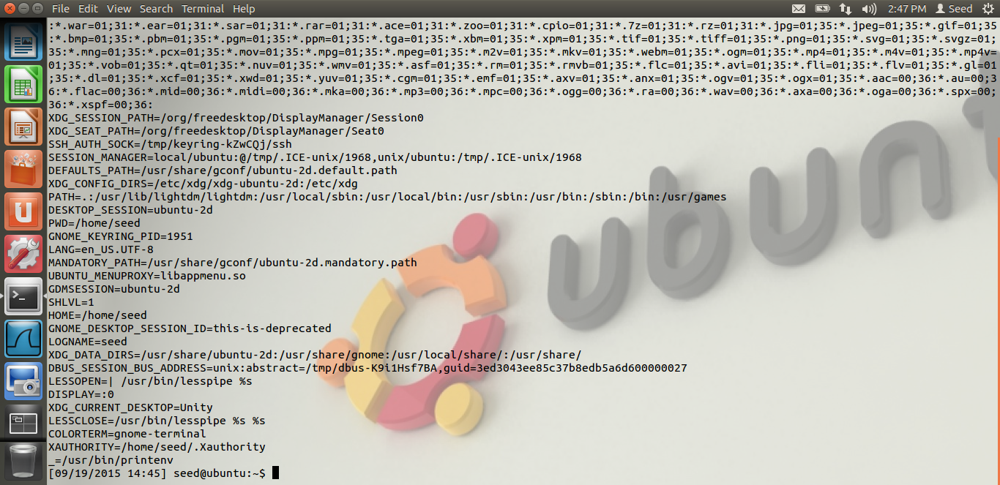 File Edit View Search Terminal Help 2:47 PM Seed
:*.war=01;31:*.ear=01;31:*.sar=01;31:*.rar=01;31:*.ace=01;31:*.zoo=01;31:*.cpio=01;31:*.7z=01;31:*.rz=01;31:*.jpg=01;35:*.jpeg=01;35:*.gif=01;35
:*.bmp=01;35:*.pbm=01;35:*.pgm=01;35:*.ppm=01;35:*.tga=01;35:*.xbm=01;35:*.xpm=01;35:*.tif=01;35:*.tiff=01;35:*.png=01;35:*.svg=01;35:*.svgz=01;
35:*.mng=01;35:*.pcx=01;35:*.mov=01;35:*.mpg=01;35:*.mpeg=01;35:*.m2v=01;35:*.mkv=01;35:*.webm=01;35:*.ogm=01;35:*.mp4=01;35:*.m4v=01;35:*.mp4v=
01;35:*.vob=01;35:*.qt=01;35:*.nuv=01;35:*.wmv=01;35:*.asf=01;35:*.rm=01;35:*.rmvb=01;35:*.flc=01;35:*.avi=01;35:*.fli=01;35:*.flv=01;35:*.gl=01
;35:*.dl=01;35:*.xcf=01;35:*.xwd=01;35:*.yuv=01;35:*.cgm=01;35:*.emf=01;35:*.axv=01;35:*.anx=01;35:*.ogv=01;35:*.ogx=01;35:*.aac=00;36:*.au=00;3
6:*.flac=00;36:*.mid=00;36:*.midi=00;36:*.mka=00;36:*.mp3=00;36:*.mpc=00;36:*.ogg=00;36:*.ra=00;36:*.wav=00;36:*.axa=00;36:*.oga=00;36:*.spx=00;
36:*.xspf=00;36:
XDG_SESSION_PATH=/org/freedesktop/DisplayManager/Session0
XDG_SEAT_PATH=/org/freedesktop/DisplayManager/Seat0
SSH_AUTH_SOCK=/tmp/keyring-kZwCQj/ssh
SESSION_MANAGER=local/ubuntu:@/tmp/.ICE-unix/1968,unix/ubuntu:/tmp/.ICE-unix/1968
DEFAULTS_PATH=/usr/share/gconf/ubuntu-2d.default.path
XDG_CONFIG_DIRS=/etc/xdg/xdg-ubuntu-2d:/etc/xdg
PATH=.:/usr/lib/lightdm/lightdm:/usr/local/sbin:/usr/local/bin:/usr/sbin:/usr/bin:/sbin:/bin:/usr/games
DESKTOP_SESSION=ubuntu-2d
PWD=/home/seed
GNOME_KEYRING_PID=1951
LANG=en_US.UTF-8
MANDATORY_PATH=/usr/share/gconf/ubuntu-2d.mandatory.path
UBUNTU_MENUPROXY=libappmenu.so
GDMSESSION=ubuntu-2d
SHLVL=1
HOME=/home/seed
GNOME_DESKTOP_SESSION_ID=this-is-deprecated
LOGNAME=seed
XDG_DATA_DIRS=/usr/share/ubuntu-2d:/usr/share/gnome:/usr/local/share/:/usr/share/
DBUS_SESSION_BUS_ADDRESS=unix:abstract=/tmp/dbus-K9i1Hsf7BA,guid=3ed3043ee85c37b8edb5a6d600000027
LESSOPEN=| /usr/bin/lesspipe %s
DISPLAY=:0
XDG_CURRENT_DESKTOP=Unity
LESSCLOSE=/usr/bin/lesspipe %s %s
COLORTERM=gnome-terminal
XAUTHORITY=/home/seed/.Xauthority
_=/usr/bin/printenv
[09/19/2015 14:45] seed@ubuntu:~$
ubunt